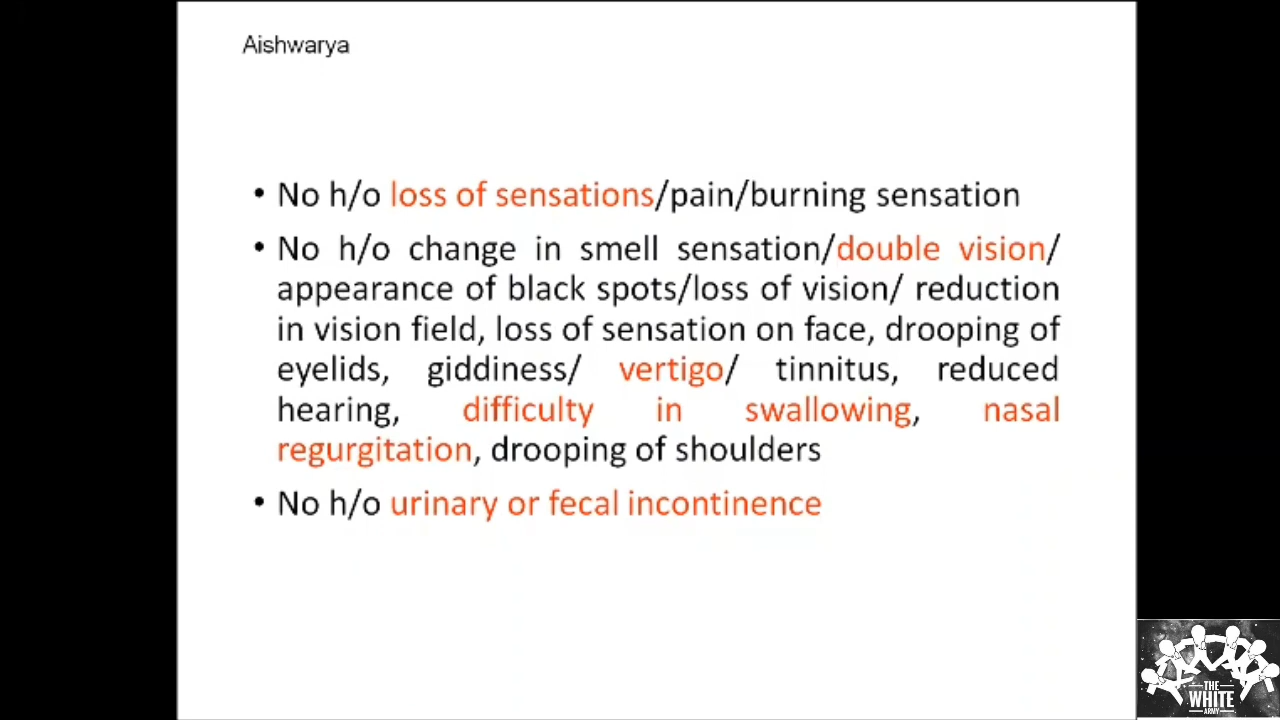 Aishwarya
• No h/o loss of sensations/pain/burning sensation
• No h/o change in smell sensation/double vision/
appearance of black spots/loss of vision/ reduction
in vision field, loss of sensation on face, drooping of
eyelids, giddiness/ vertigo/ tinnitus, reduced
hearing, difficulty in swallowing, nasal
regurgitation, drooping of shoulders
• No h/o urinary or fecal incontinence
THE
WHITE
ARMY